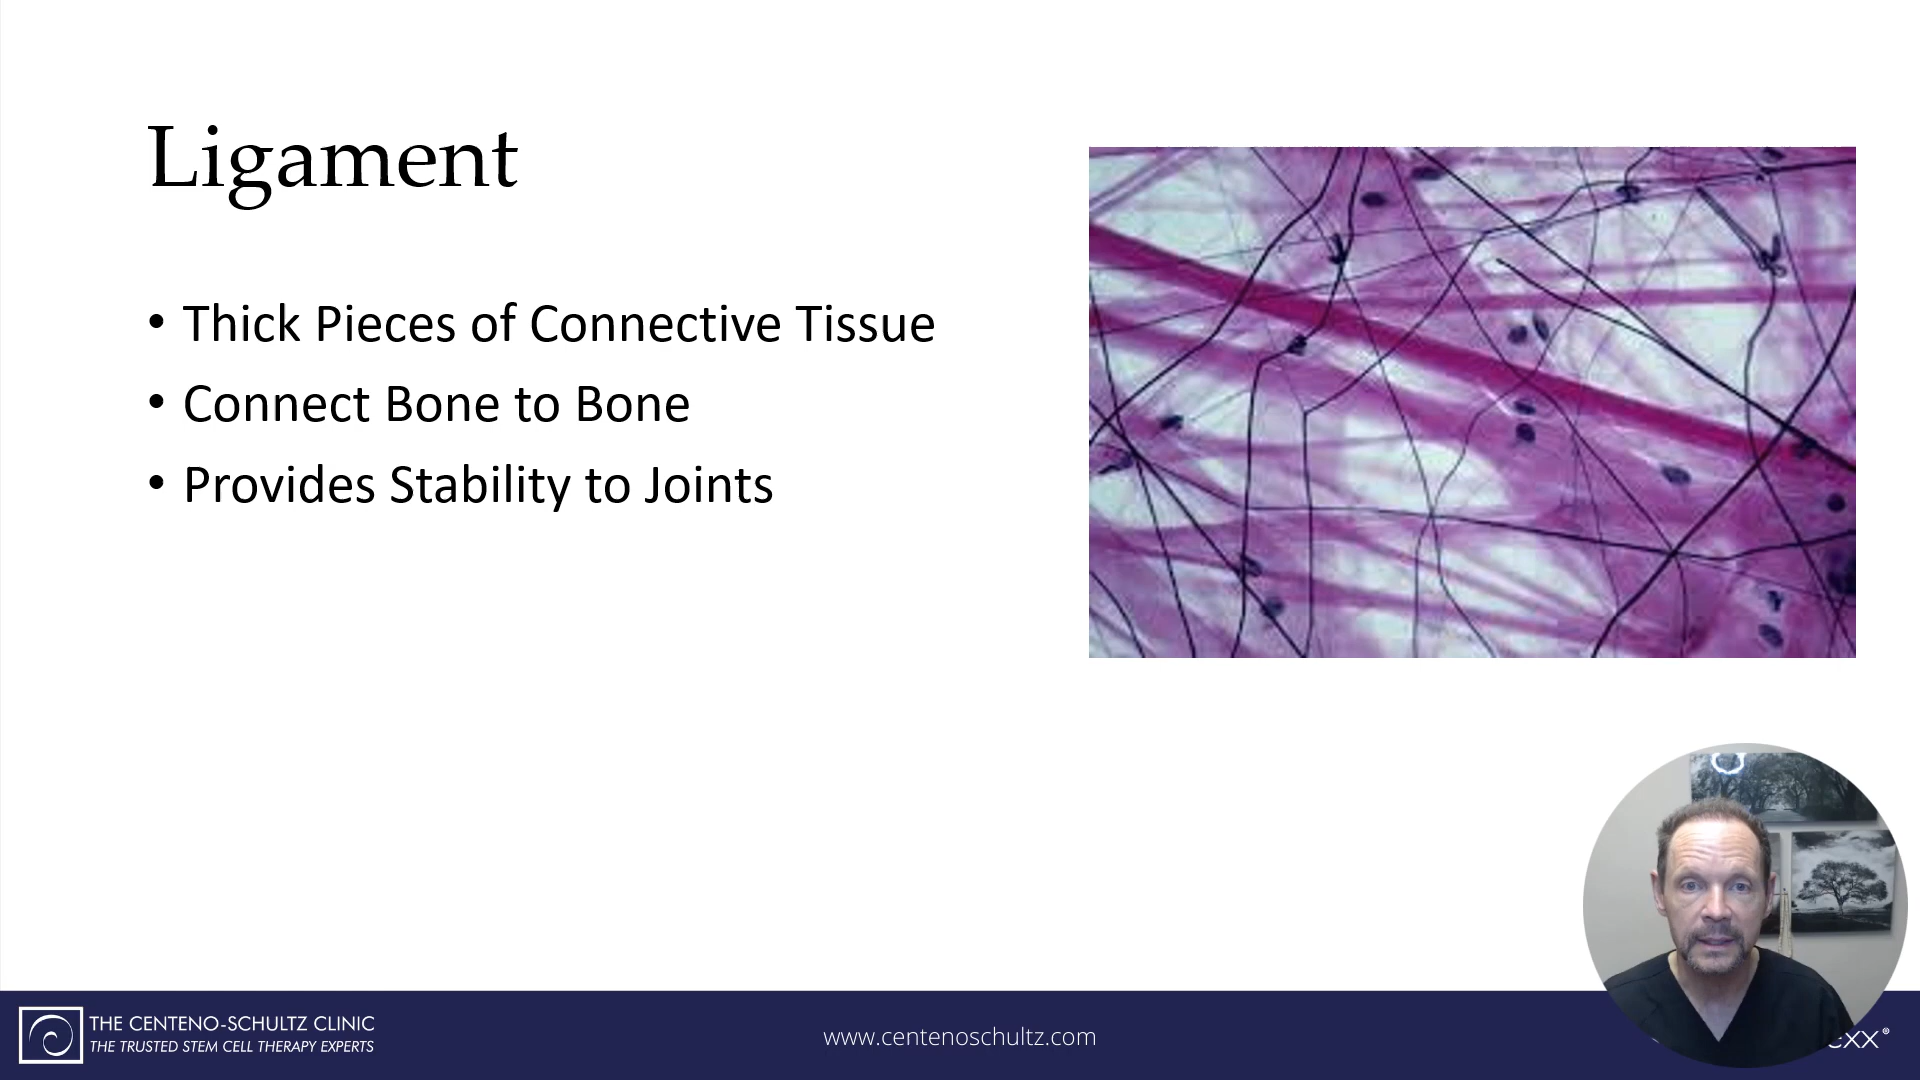 Ligament
• Thick Pieces of Connective Tissue
• Connect Bone to Bone
• Provides Stability to Joints
THE CENTENO-SCHULTZ CLINIC
THE TRUSTED STEM CELL THERAPY EXPERTS
www.centenoschultz.com